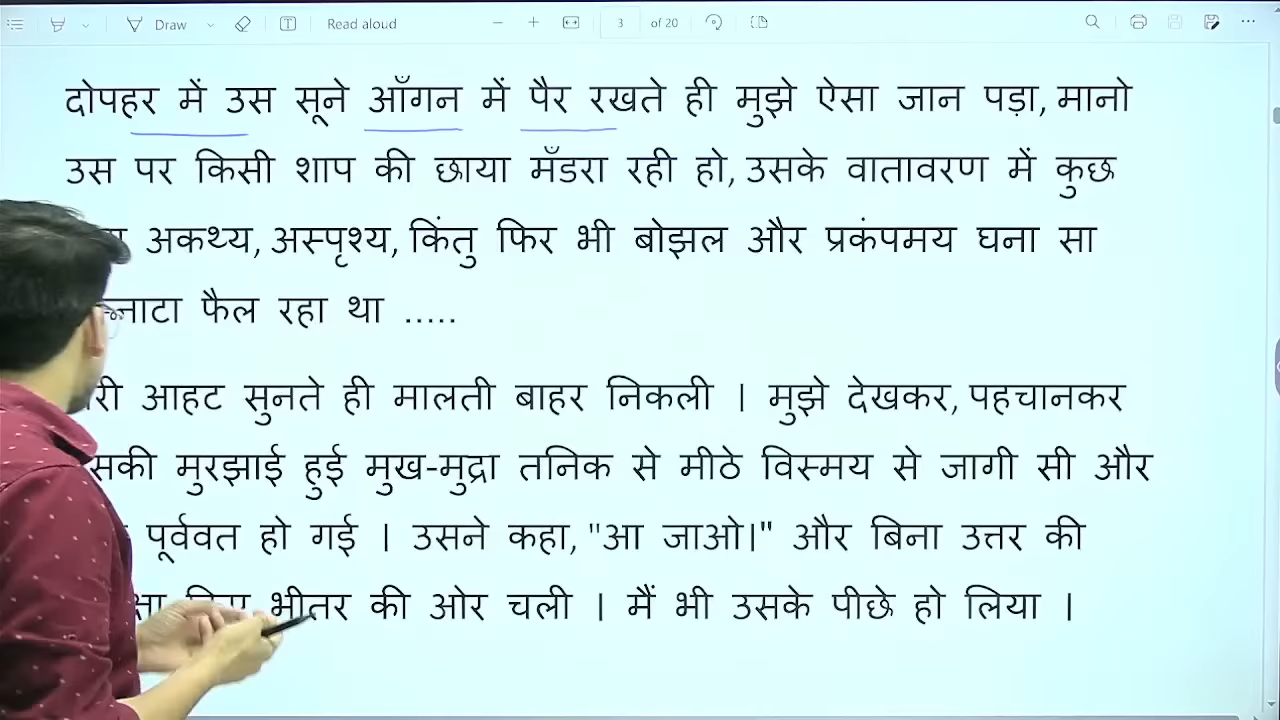 Draw
Read aloud
3 of 20
दोपहर में उस सूने आँगन में पैर रखते ही मुझे ऐसा जान पड़ा, मानो
उस पर किसी शाप की छाया मँडरा रही हो, उसके वातावरण में कुछ
अकथ्य, अस्पृश्य, किंतु फिर भी बोझल और प्रकंपमय घना सा
फैल रहा था .....
आहट सुनते ही मालती बाहर निकली । मुझे देखकर, पहचानकर
मुरझाई हुई मुख-मुद्रा तनिक से मीठे विस्मय से जागी सी और
पूर्ववत हो गई । उसने कहा, "आ जाओ।" और बिना उत्तर की
भीतर की ओर चली । मैं भी उसके पीछे हो लिया ।